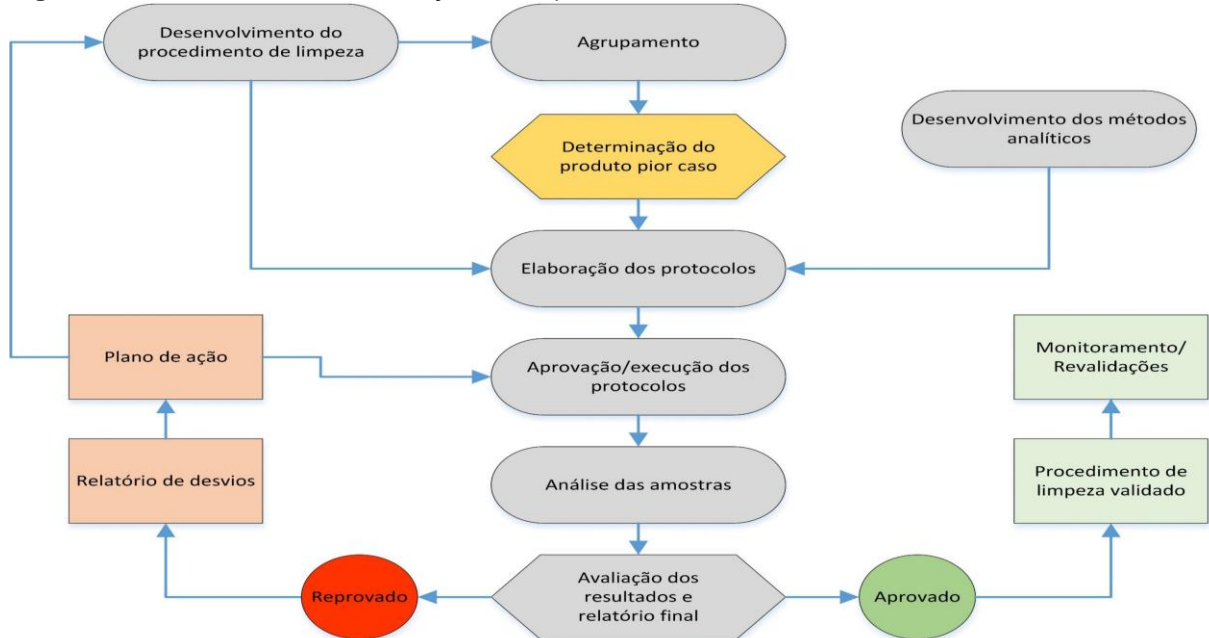 Desenvolvimento do
procedimento de limpeza
Agrupamento
Desenvolvimento dos métodos
analíticos
Determinação do
produto pior caso
Elaboração dos protocolos
Plano de ação
Aprovação/execução dos
protocolos
Monitoramento/
Revalidações
Relatório de desvios
Análise das amostras
Procedimento de
limpeza validado
Reprovado
Avaliação dos
resultados e
relatório final
Aprovado